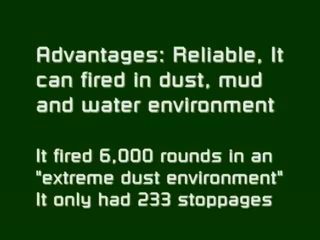 Advantages: Reliable, It
can fired in dust, mud
and water environment
It fired 6,000 rounds in an
"extreme dust environment"
It only had 233 stoppages